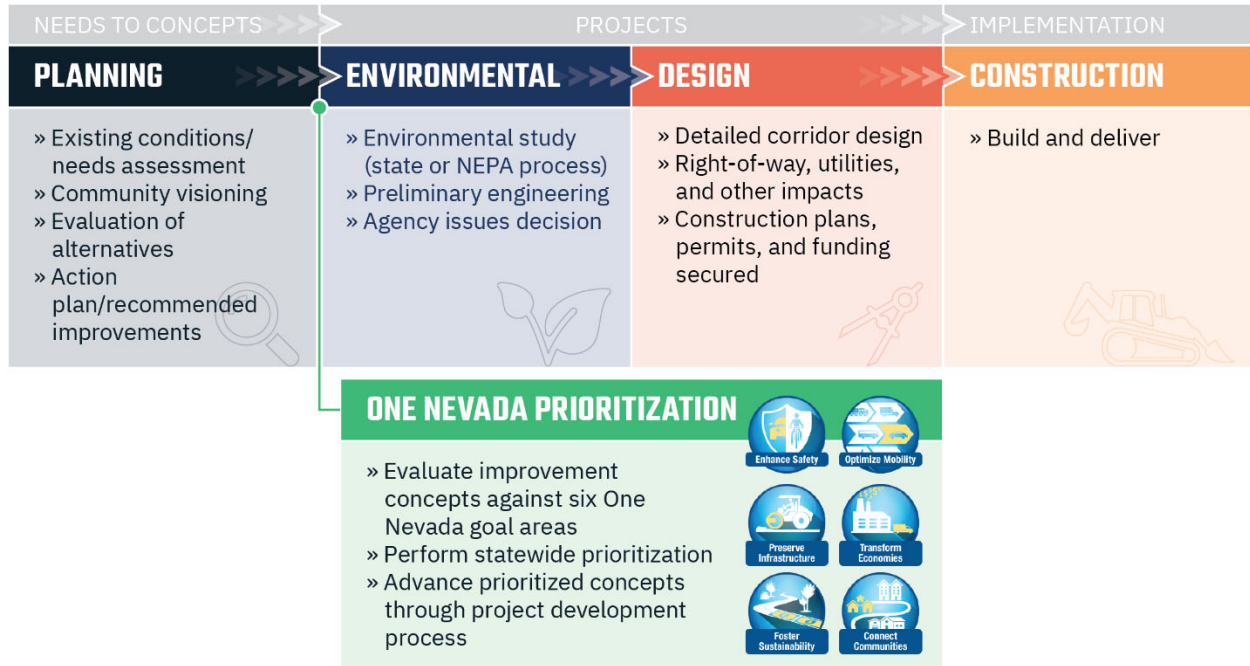 NEEDS TO CONCEPTS
PROJECTS
IMPLEMENTATION
PLANNING
» Existing conditions/
needs assessment
» Community visioning
» Evaluation of
alternatives
» Action
plan/recommended
improvements
ENVIRONMENTAL
» Environmental study
(state or NEPA process)
» Preliminary engineering
» Agency issues decision
DESIGN
» Detailed corridor design
» Right-of-way, utilities,
and other impacts
» Construction plans,
permits, and funding
secured
CONSTRUCTION
» Build and deliver
ONE NEVADA PRIORITIZATION
» Evaluate improvement
concepts against six One
Nevada goal areas
» Perform statewide prioritization
» Advance prioritized concepts
through project development
process
Enhance Safety
Optimize Mobility
Preserve
Infrastructure
Transform
Economies
Foster
Sustainability
Connect
Communities